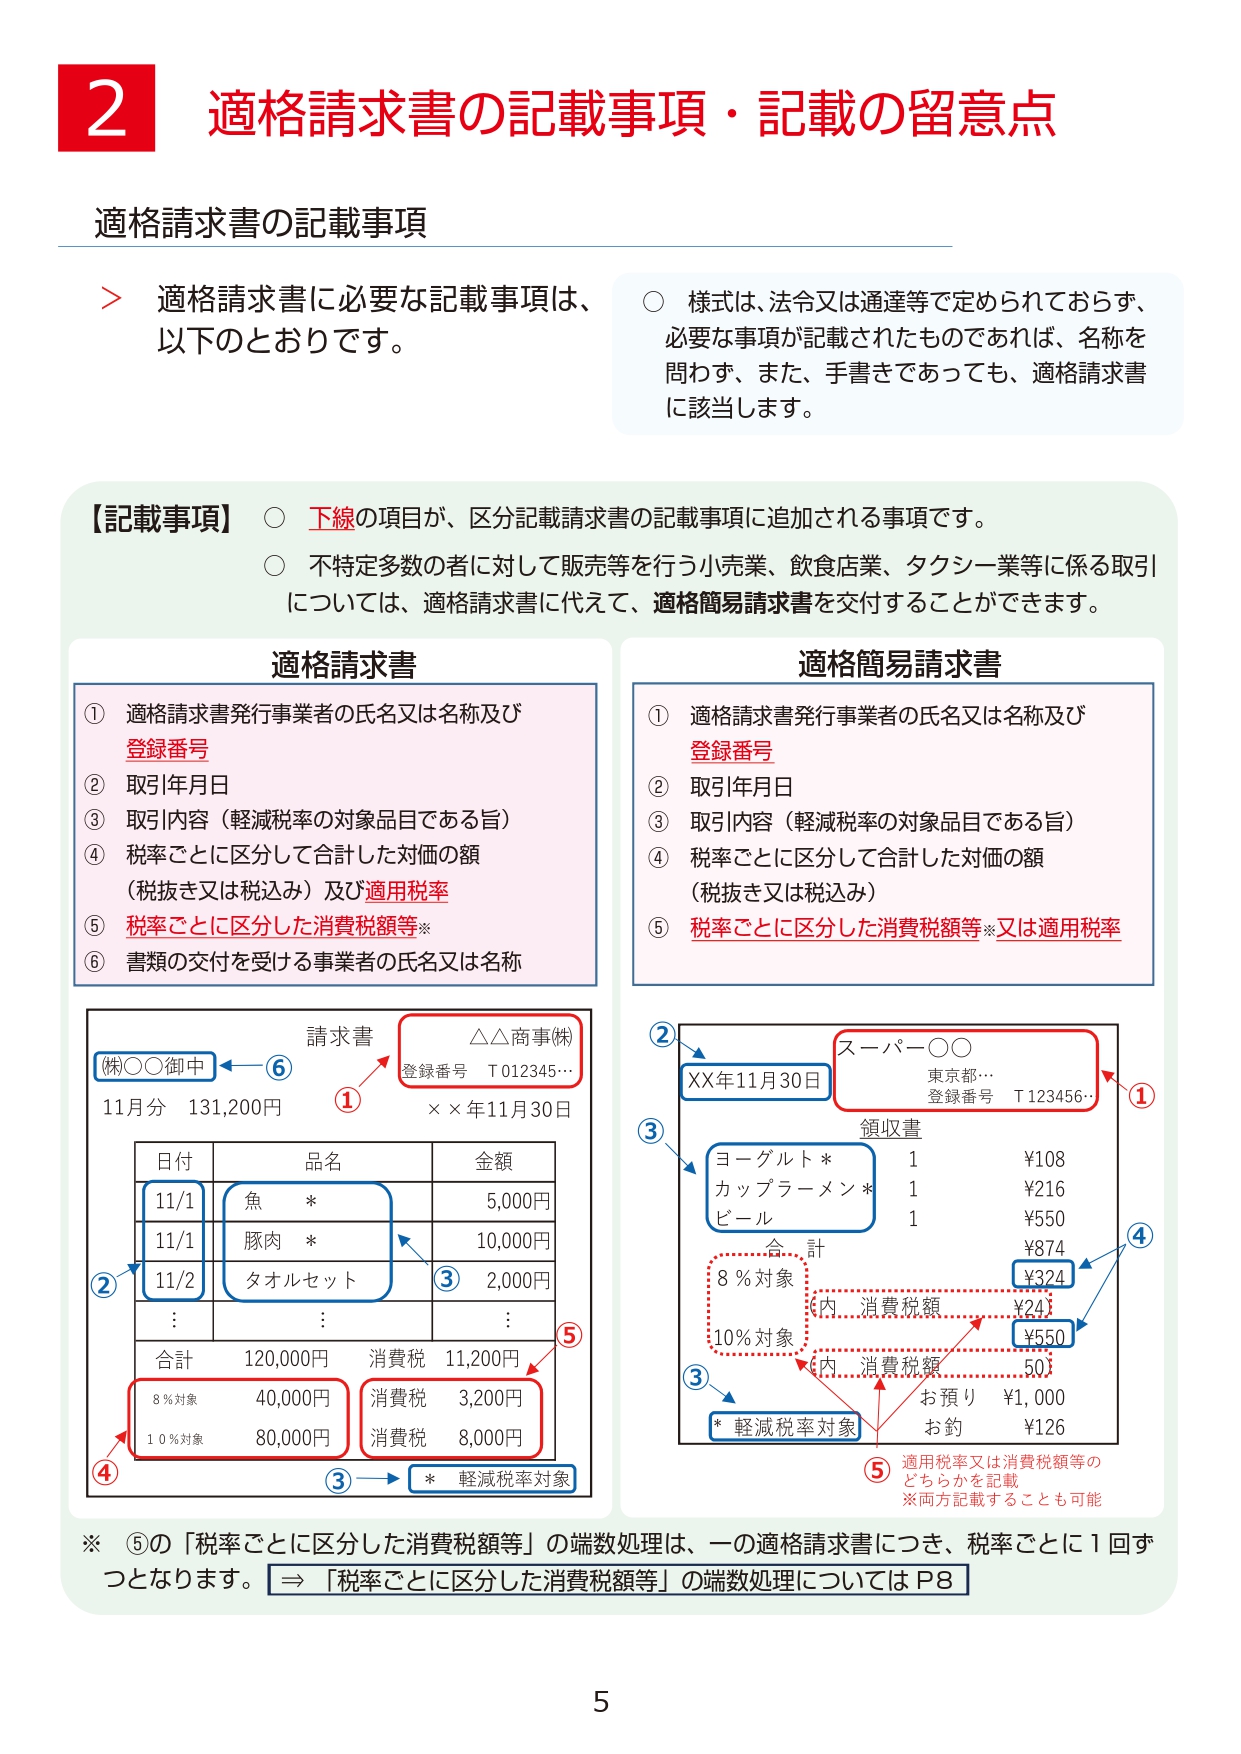 2 適格請求書の記載事項・記載の留意点
適格請求書の記載事項
＞ 適格請求書に必要な記載事項は、
以下のとおりです。
○ 様式は、法令又は通達等で定められておらず、
必要な事項が記載されたものであれば、名称を
問わず、また、手書きであっても、適格請求書
に該当します。
【記載事項】 ○ 下線の項目が、区分記載請求書の記載事項に追加される事項です。
○ 不特定多数の者に対して販売等を行う小売業、飲食店業、タクシー業等に係る取引
については、適格請求書に代えて、適格簡易請求書を交付することができます。
適格請求書
① 適格請求書発行事業者の氏名又は名称及び
登録番号
② 取引年月日
③ 取引内容（軽減税率の対象品目である旨）
④ 税率ごとに区分して合計した対価の額
（税抜き又は税込み）及び適用税率
⑤ 税率ごとに区分した消費税額等※
⑥ 書類の交付を受ける事業者の氏名又は名称
請求書 △△商事㈱
㈱○○御中 ⑥
登録番号 T012345…
①
11月分 131,200円 ××年11月30日
日付 品名 金額
11/1 魚 * 5,000円
11/1 豚肉 * 10,000円
② 11/2 タオルセット ③ 2,000円
⋮ ⋮ ⋮
⑤
合計 120,000円 消費税 11,200円
8％対象 40,000円 消費税 3,200円
10％対象 80,000円 消費税 8,000円
④
③ * 軽減税率対象
適格簡易請求書
① 適格請求書発行事業者の氏名又は名称及び
登録番号
② 取引年月日
③ 取引内容（軽減税率の対象品目である旨）
④ 税率ごとに区分して合計した対価の額
（税抜き又は税込み）
⑤ 税率ごとに区分した消費税額等※又は適用税率
②
スーパー○○
XX年11月30日 東京都…
登録番号 T123456…
①
③ 領収書
ヨーグルト* 1 ¥108
カップラーメン* 1 ¥216
ビール 1 ¥550
④
合 計 ¥874
8％対象 ¥324
(内 消費税額 ¥24)
10％対象 ¥550
(内 消費税額 50)
③
お預り ¥1,000
* 軽減税率対象 お釣 ¥126
⑤ 適用税率又は消費税額等の
どちらかを記載
※両方記載することも可能
※ ⑤の「税率ごとに区分した消費税額等」の端数処理は、一の適格請求書につき、税率ごとに１回ず
つとなります。 ⇒ 「税率ごとに区分した消費税額等」の端数処理についてはＰ８
5